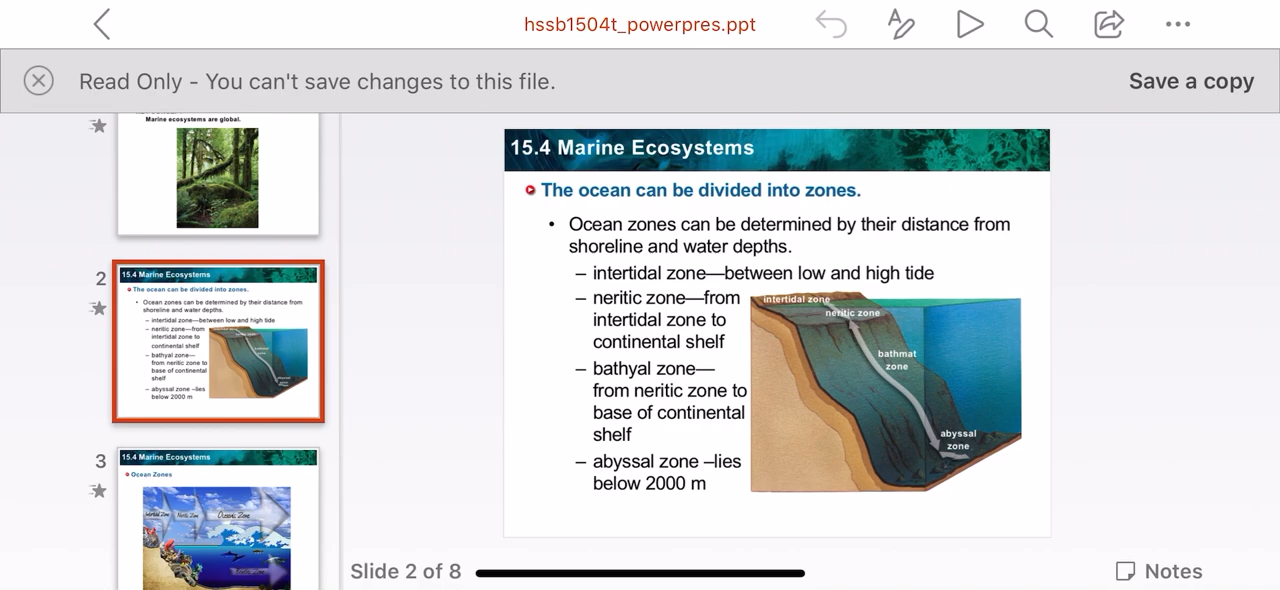 hssb1504t_powerpres.ppt
Read Only - You can't save changes to this file.
Save a copy
Marine ecosystems are global.
2
15.4 Marine Ecosystems
The ocean can be divided into zones.
• Ocean zones can be determined by their distance from
shoreline and water depths.
– intertidal zone—between low and high tide
– neritic zone—from
intertidal zone to
continental shelf
– bathyal zone—
from neritic zone to
base of continental
shelf
– abyssal zone –lies
below 2000 m
3
15.4 Marine Ecosystems
Ocean Zones
Intertidal Zone
Neritic Zone
Oceanic Zone
15.4 Marine Ecosystems
The ocean can be divided into zones.
• Ocean zones can be determined by their distance from
shoreline and water depths.
– intertidal zone—between low and high tide
– neritic zone—from
intertidal zone to
continental shelf
– bathyal zone—
from neritic zone to
base of continental
shelf
– abyssal zone –lies
below 2000 m
intertidal zone
neritic zone
bathmat
zone
abyssal
zone
Slide 2 of 8
Notes